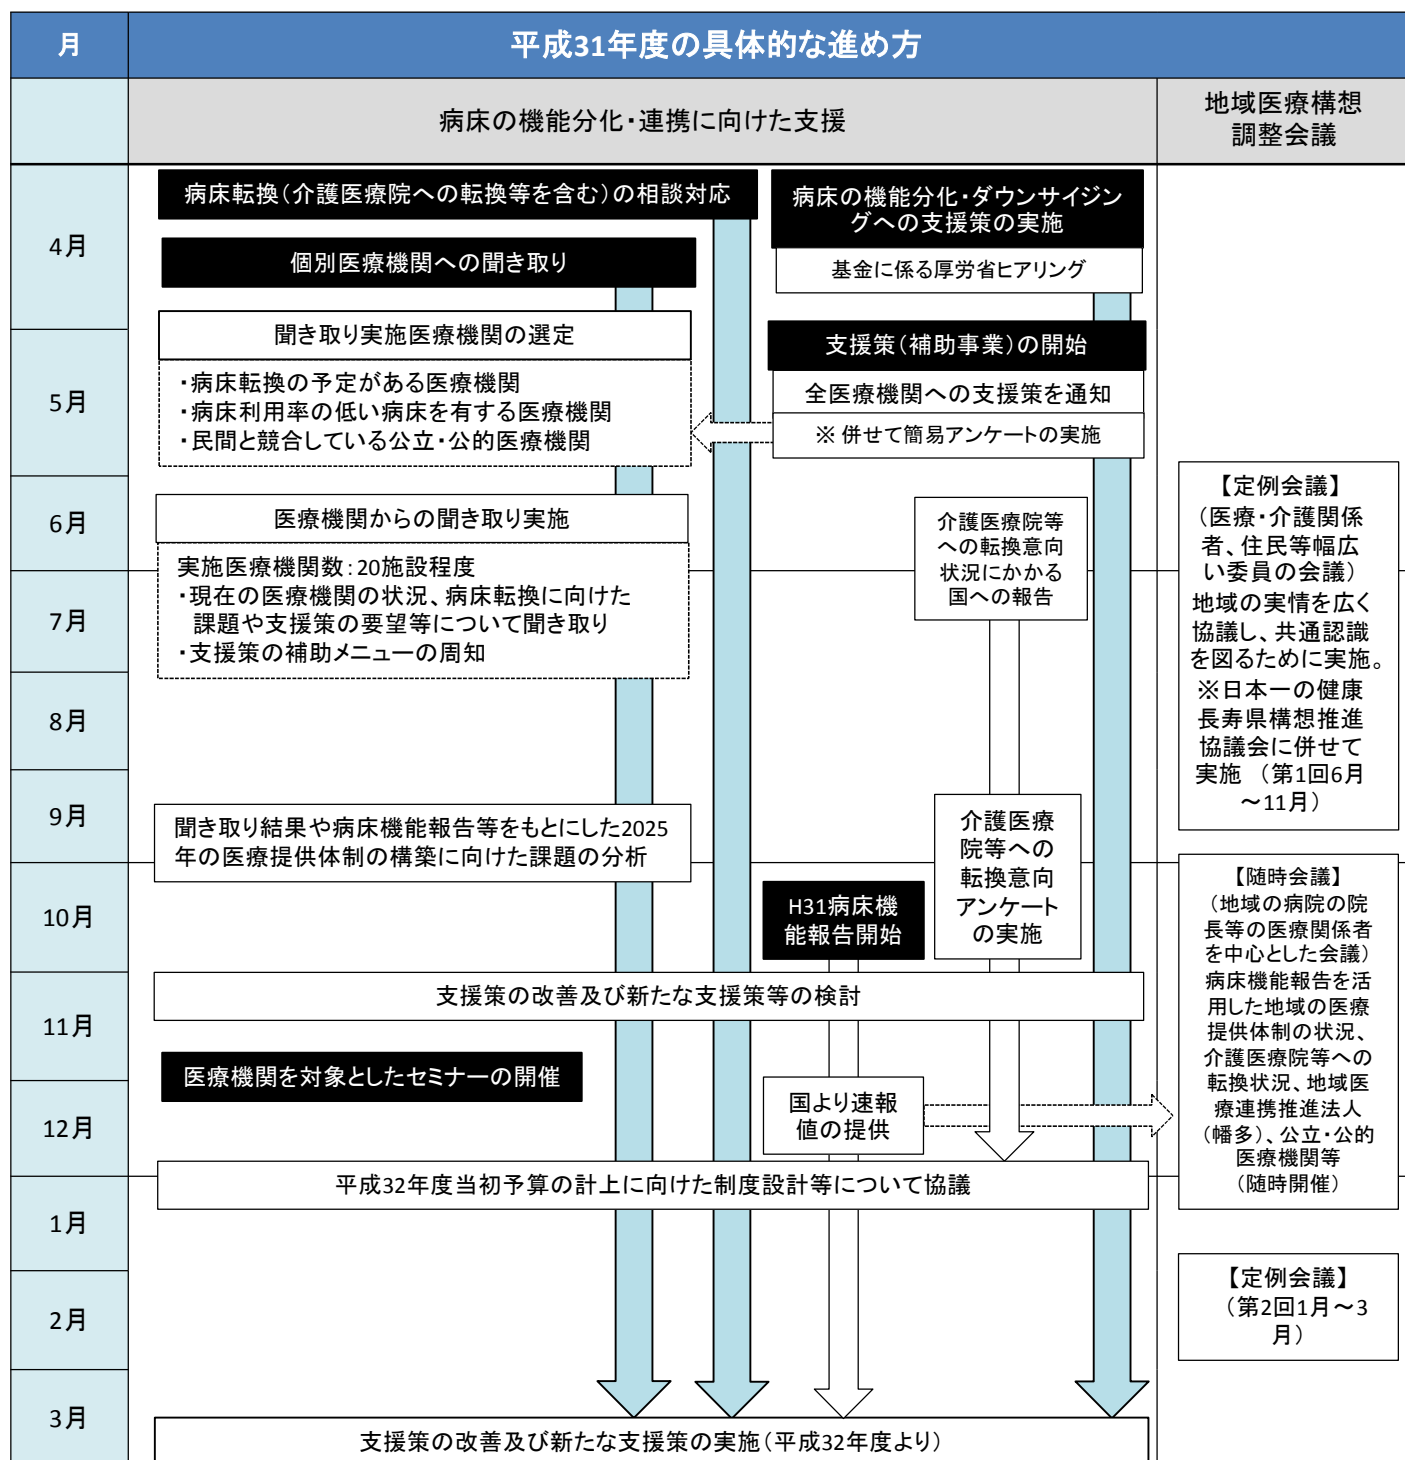 月
平成31年度の具体的な進め方
病床の機能分化・連携に向けた支援
地域医療構想
調整会議
4月
病床転換（介護医療院への転換等を含む）の相談対応
個別医療機関への聞き取り
病床の機能分化・ダウンサイジン
グへの支援策の実施
基金に係る厚労省ヒアリング
5月
聞き取り実施医療機関の選定
・病床転換の予定がある医療機関
・病床利用率の低い病床を有する医療機関
・民間と競合している公立・公的医療機関
支援策（補助事業）の開始
全医療機関への支援策を通知
※ 併せて簡易アンケートの実施
6月
医療機関からの聞き取り実施
実施医療機関数：20施設程度
・現在の医療機関の状況、病床転換に向けた
課題や支援策の要望等について聞き取り
・支援策の補助メニューの周知
介護医療院等
への転換意向
状況にかかる
国への報告
【定例会議】
（医療・介護関係
者、住民等幅広
い委員の会議）
地域の実情を広く
協議し、共通認識
を図るために実施。
※日本一の健康
長寿県構想推進
協議会に併せて
実施 （第1回6月
～11月）
7月
8月
9月
聞き取り結果や病床機能報告等をもとにした2025
年の医療提供体制の構築に向けた課題の分析
介護医療
院等への
転換意向
アンケート
の実施
10月
H31病床機
能報告開始
【随時会議】
（地域の病院の院
長等の医療関係者
を中心とした会議）
病床機能報告を活
用した地域の医療
提供体制の状況、
介護医療院等への
転換状況、地域医
療連携推進法人
（幡多）、公立・公的
医療機関等
（随時開催）
11月
支援策の改善及び新たな支援策等の検討
医療機関を対象としたセミナーの開催
12月
国より速報
値の提供
平成32年度当初予算の計上に向けた制度設計等について協議
1月
2月
【定例会議】
（第2回1月～3
月）
3月
支援策の改善及び新たな支援策の実施（平成32年度より）